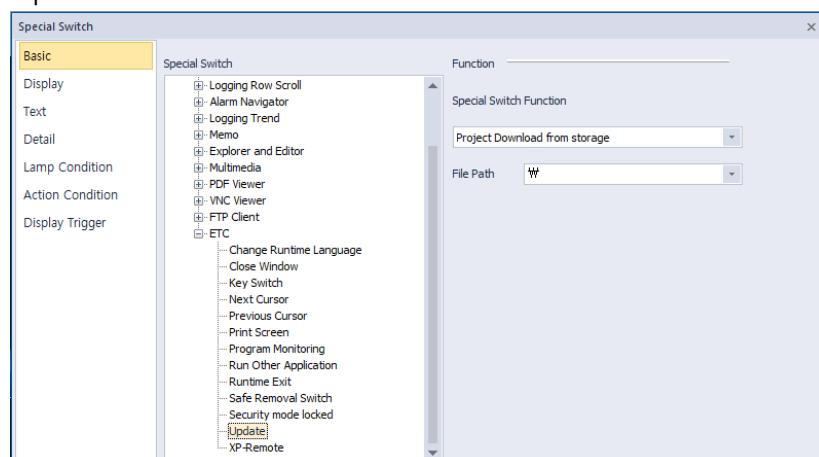 Special Switch
Basic
Display
Text
Detail
Lamp Condition
Action Condition
Display Trigger
Special Switch
Logging Row Scroll
Alarm Navigator
Logging Trend
Memo
Explorer and Editor
Multimedia
PDF Viewer
VNC Viewer
FTP Client
ETC
Change Runtime Language
Close Window
Key Switch
Next Cursor
Previous Cursor
Print Screen
Program Monitoring
Run Other Application
Runtime Exit
Safe Removal Switch
Security mode locked
Update
XP-Remote
Function
Special Switch Function
Project Download from storage
File Path ₩